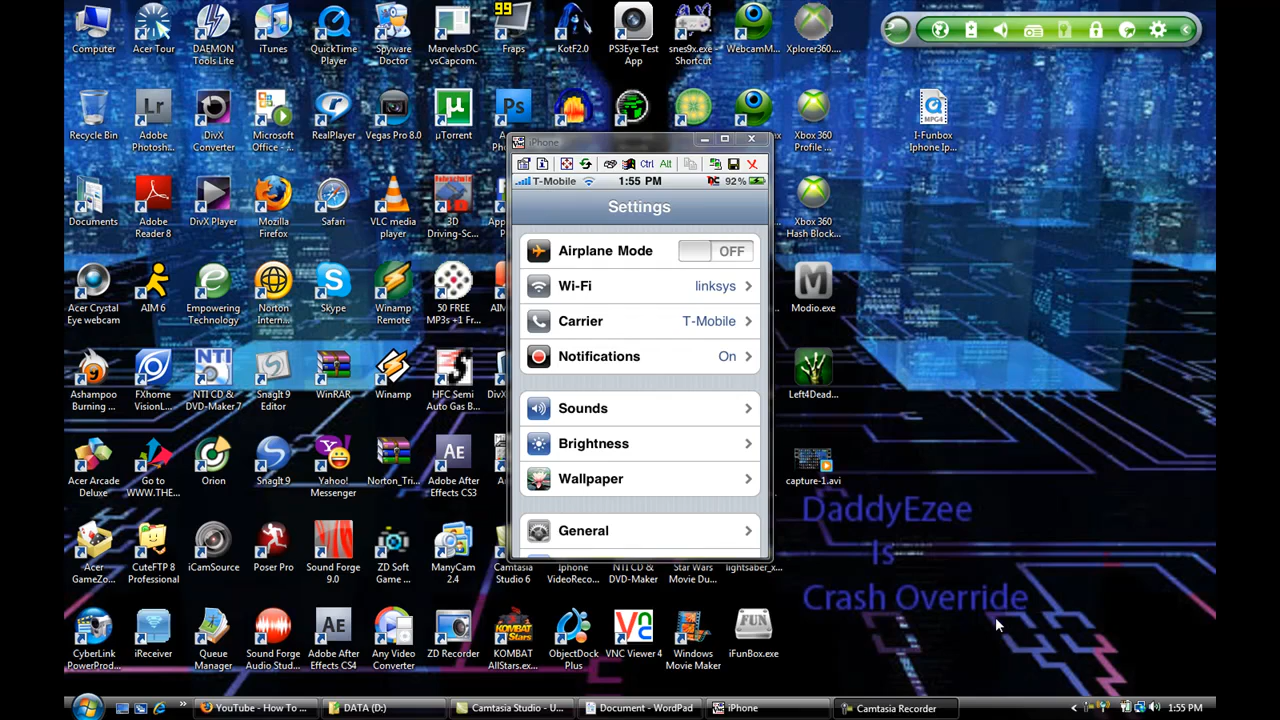 99
Computer
Acer Tour
DAEMON
Tools Lite
iTunes
QuickTime
Player
Spyware
Doctor
MarvelvsDC
vsCapcom.
Fraps
KotF2.0
PS3Eye Test
App
snes9x.exe -
Shortcut
WebcamM...
Xplorer360....
Recycle Bin
Adobe
Photosh...
DivX
Converter
Microsoft
Office - ...
RealPlayer
Vegas Pro 8.0
µTorrent
Xbox 360
Profile ...
I-Funbox
Iphone Ip...
Documents
Adobe
Reader 8
DivX Player
Mozilla
Firefox
Safari
VLC media
player
3D
Driving-Sc...
Xbox 360
Hash Block...
Acer Crystal
Eye webcam
AIM 6
Empowering
Technology
Norton
Intern...
Skype
Winamp
Remote
50 FREE
MP3s +1 Fr...
Modio.exe
Ashampoo
Burning ...
FXhome
VisionL...
NTI CD &
DVD-Maker 7
SnagIt 9
Editor
WinRAR
Winamp
HFC Semi
Auto Gas B...
Left4Dead...
Acer Arcade
Deluxe
Go to
WWW.THE...
Orion
SnagIt 9
Yahoo!
Messenger
Norton_Tri...
Adobe After
Effects CS3
capture-1.avi
Acer
GameZo...
CuteFTP 8
Professional
iCamSource
Poser Pro
Sound Forge
9.0
ZD Soft
Game ...
ManyCam
2.4
Camtasia
Studio 6
Iphone
VideoReco...
NTI CD &
DVD-Maker
Star Wars
Movie Du...
lightsaber_x...
CyberLink
PowerProd...
iReceiver
Queue
Manager
Sound Forge
Audio Stud...
Adobe After
Effects CS4
Any Video
Converter
ZD Recorder
KOMBAT
AllStars.ex...
ObjectDock
Plus
VNC Viewer 4
Windows
Movie Maker
iFunBox.exe
iPhone
Ctrl Alt
T-Mobile 1:55 PM 92%
Settings
Airplane Mode OFF
Wi-Fi linksys
Carrier T-Mobile
Notifications On
Sounds
Brightness
Wallpaper
General
DaddyEzee
Is
Crash Override
YouTube - How To ...
DATA (D:)
Camtasia Studio - U...
Document - WordPad
iPhone
Camtasia Recorder
1:55 PM